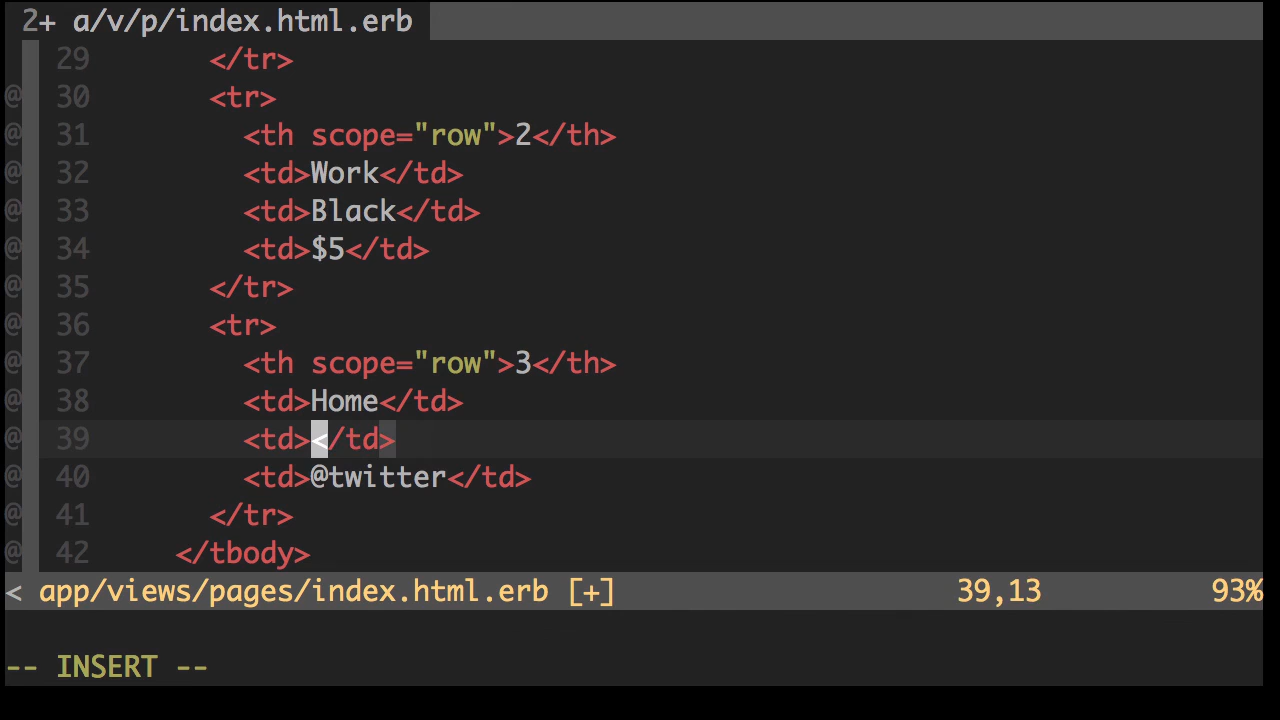 2+ a/v/p/index.html.erb
29 </tr>
@ 30 <tr>
@ 31 <th scope="row">2</th>
@ 32 <td>Work</td>
@ 33 <td>Black</td>
@ 34 <td>$5</td>
@ 35 </tr>
@ 36 <tr>
@ 37 <th scope="row">3</th>
@ 38 <td>Home</td>
@ 39 <td></td>
@ 40 <td>@twitter</td>
@ 41 </tr>
@ 42 </tbody>
< app/views/pages/index.html.erb [+] 39,13 93%
-- INSERT --